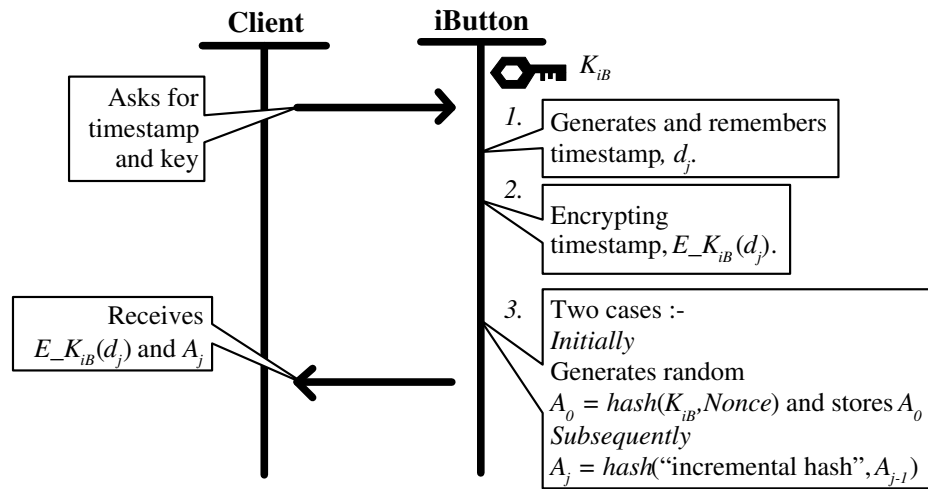 Client
iButton
K_iB
Asks for
timestamp
and key
1.
Generates and remembers
timestamp, d_j.
2.
Encrypting
timestamp, E_K_iB(d_j).
3.
Two cases :-
Initially
Generates random
A_0 = hash(K_iB,Nonce) and stores A_0
Subsequently
A_j = hash(“incremental hash”, A_j-1)
Receives
E_K_iB(d_j) and A_j